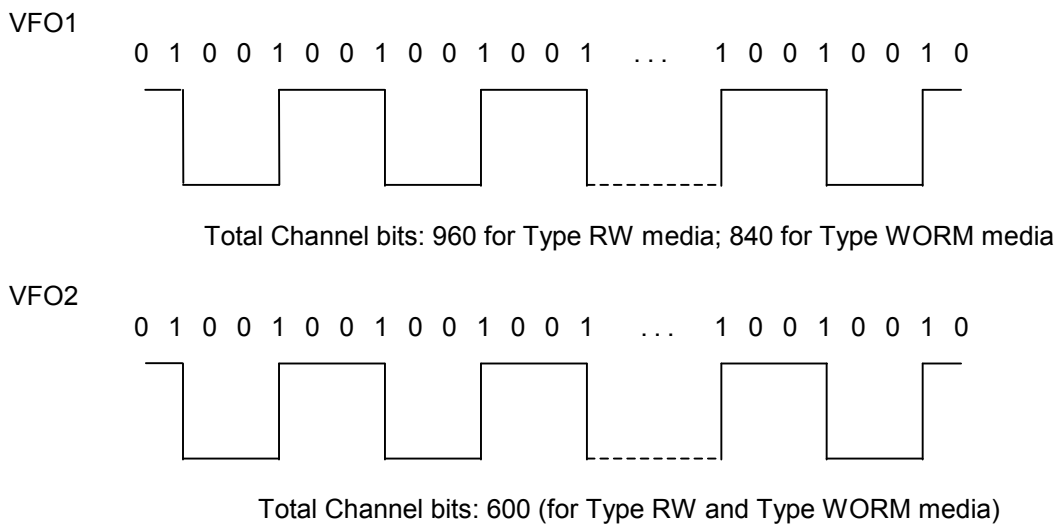 VFO1
0 1 0 0 1 0 0 1 0 0 1 0 0 1 ... 1 0 0 1 0 0 1 0
Total Channel bits: 960 for Type RW media; 840 for Type WORM media
VFO2
0 1 0 0 1 0 0 1 0 0 1 0 0 1 ... 1 0 0 1 0 0 1 0
Total Channel bits: 600 (for Type RW and Type WORM media)